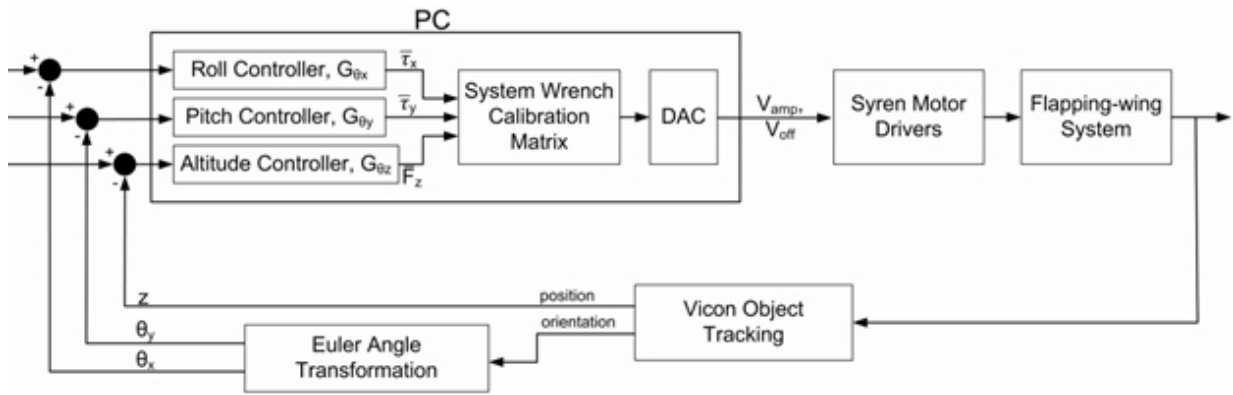 PC
+
-
Roll Controller, Gθx
τ̅x
+
-
Pitch Controller, Gθy
τ̅y
+
-
Altitude Controller, Gθz
F̅z
System Wrench
Calibration
Matrix
DAC
Vamp,
Voff
Syren Motor
Drivers
Flapping-wing
System
z
position
Vicon Object
Tracking
orientation
θy
θx
Euler Angle
Transformation